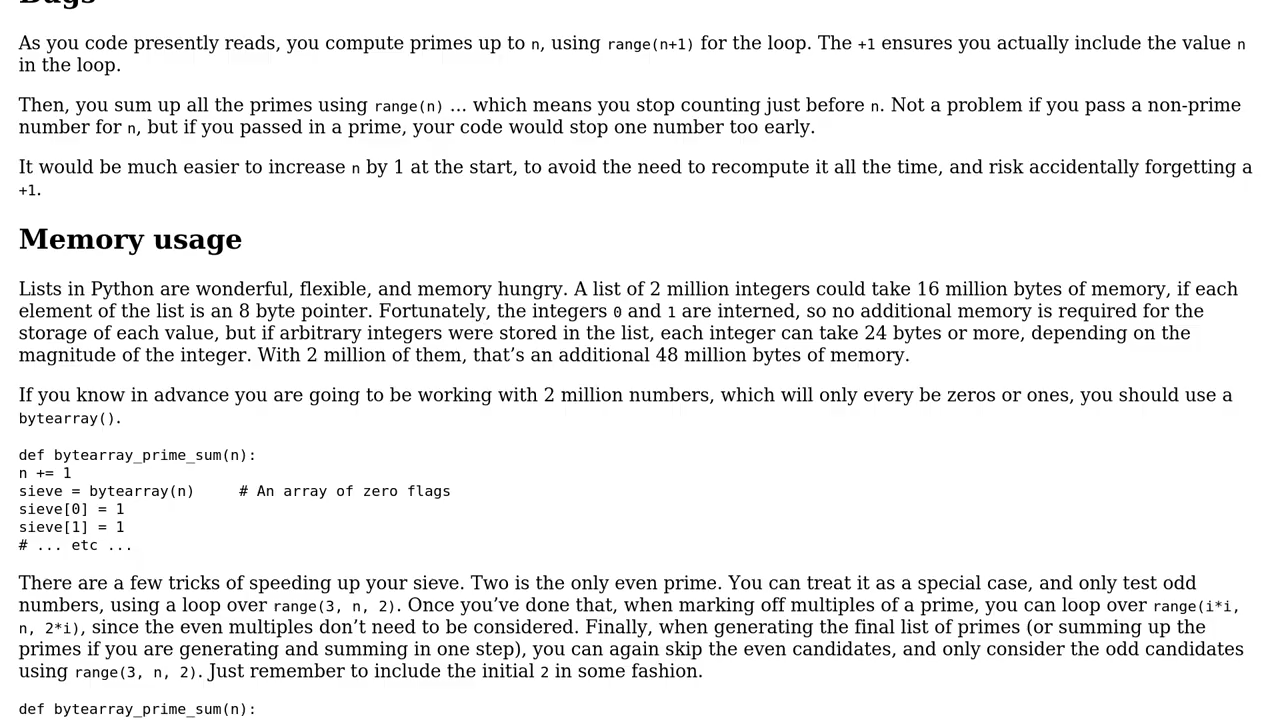 Bugs
As you code presently reads, you compute primes up to n, using range(n+1) for the loop. The +1 ensures you actually include the value n
in the loop.
Then, you sum up all the primes using range(n) ... which means you stop counting just before n. Not a problem if you pass a non-prime
number for n, but if you passed in a prime, your code would stop one number too early.
It would be much easier to increase n by 1 at the start, to avoid the need to recompute it all the time, and risk accidentally forgetting a
+1.
Memory usage
Lists in Python are wonderful, flexible, and memory hungry. A list of 2 million integers could take 16 million bytes of memory, if each
element of the list is an 8 byte pointer. Fortunately, the integers 0 and 1 are interned, so no additional memory is required for the
storage of each value, but if arbitrary integers were stored in the list, each integer can take 24 bytes or more, depending on the
magnitude of the integer. With 2 million of them, that’s an additional 48 million bytes of memory.
If you know in advance you are going to be working with 2 million numbers, which will only every be zeros or ones, you should use a
bytearray().
def bytearray_prime_sum(n):
n += 1
sieve = bytearray(n)     # An array of zero flags
sieve[0] = 1
sieve[1] = 1
# ... etc ...
There are a few tricks of speeding up your sieve. Two is the only even prime. You can treat it as a special case, and only test odd
numbers, using a loop over range(3, n, 2). Once you’ve done that, when marking off multiples of a prime, you can loop over range(i*i,
n, 2*i), since the even multiples don’t need to be considered. Finally, when generating the final list of primes (or summing up the
primes if you are generating and summing in one step), you can again skip the even candidates, and only consider the odd candidates
using range(3, n, 2). Just remember to include the initial 2 in some fashion.
def bytearray_prime_sum(n):